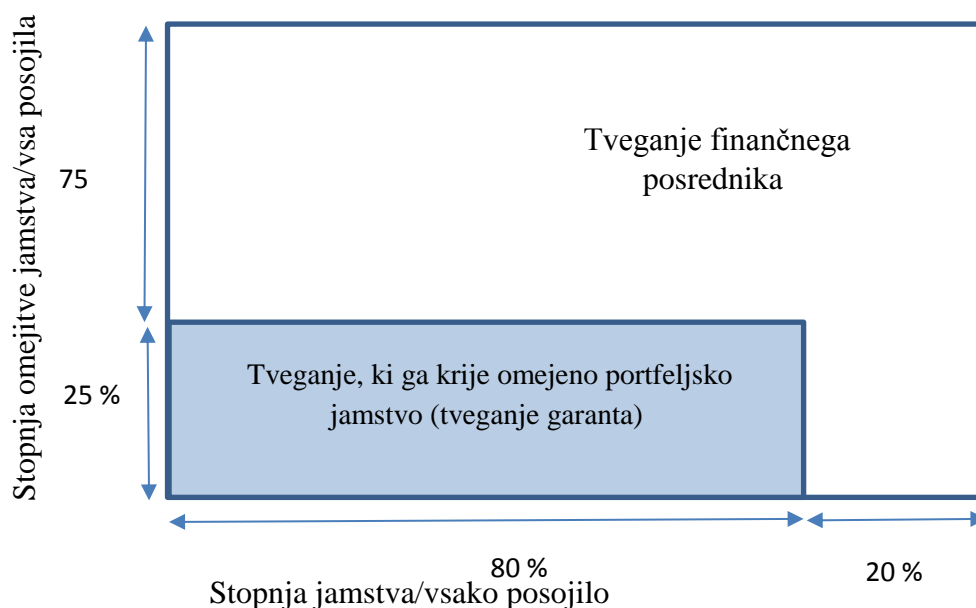 Stopnja omejitve jamstva/vsa posojila
Tveganje finančnega
posrednika
75
Tveganje, ki ga krije omejeno portfeljsko
jamstvo (tveganje garanta)
25 %
80 %
20 %
Stopnja jamstva/vsako posojilo